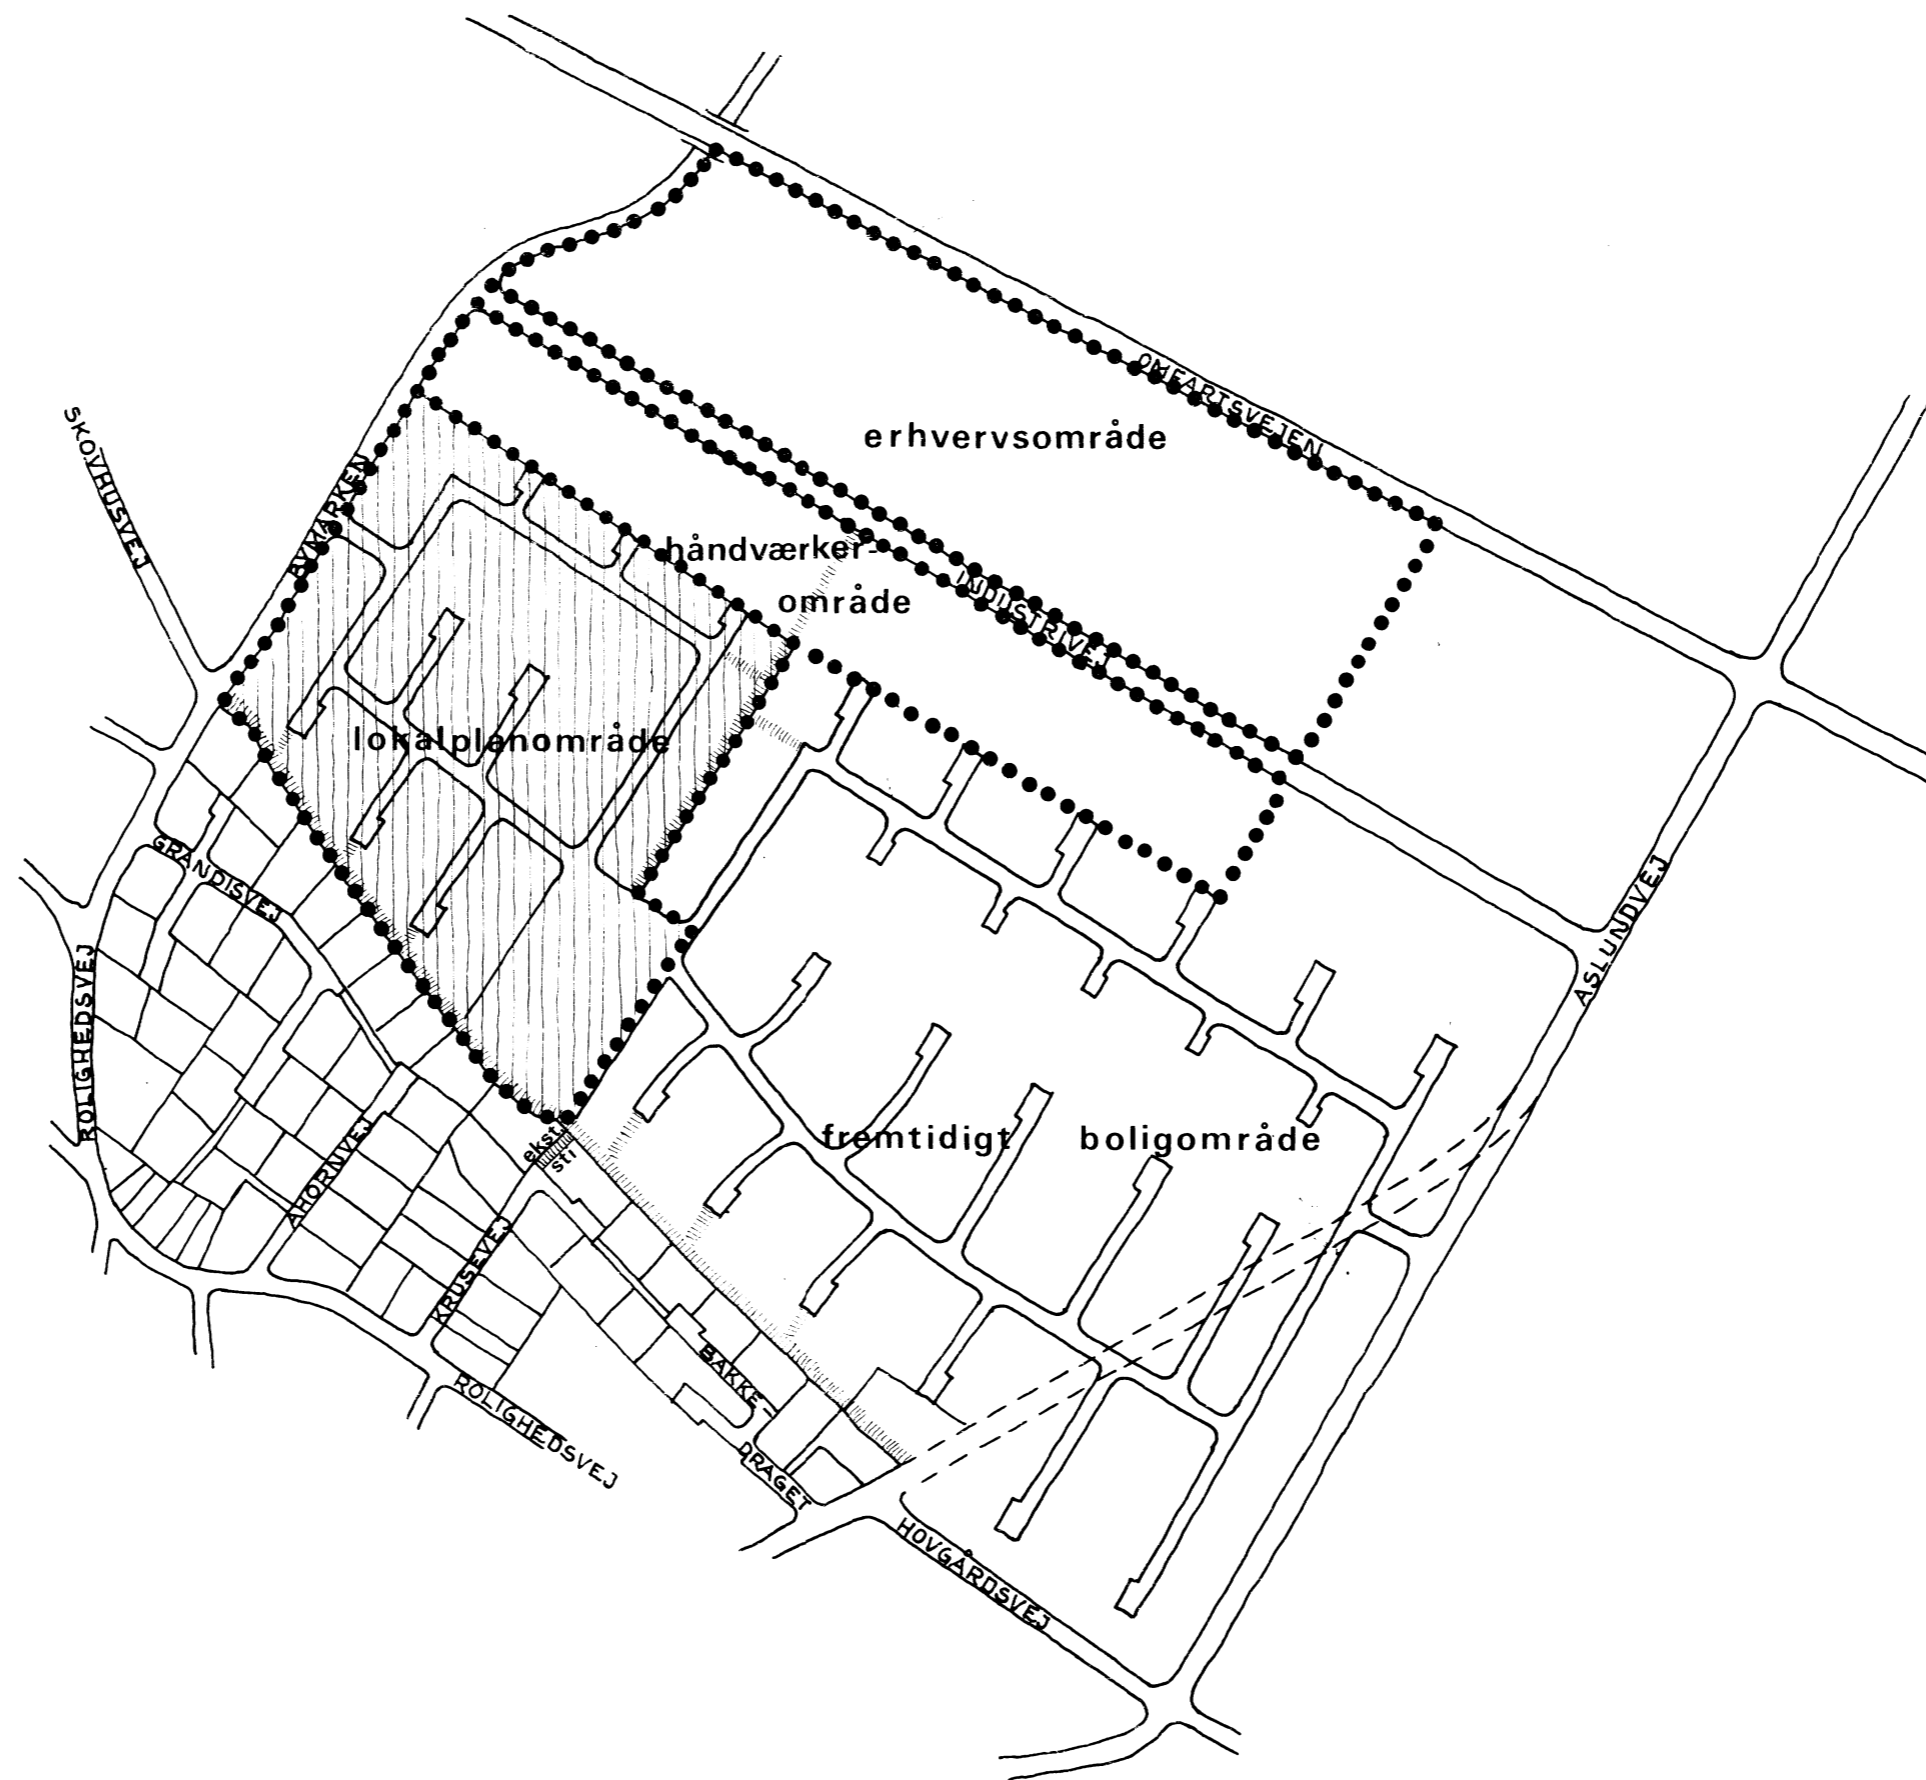 OMFARTSVEJEN
SKOVHUSVEJ
erhvervsområde
BYMARKEN
håndværker-
område
INDUSTRIVEJ
lokalplanområde
GRANDISVEJ
ASLUNDVEJ
ROLIGHEDSVEJ
ekst.
sti
fremtidigt boligområde
AHORNVEJ
KRUSEVEJ
BAKKE-
DRAGET
ROLIGHEDSVEJ
HOVGÅRDSVEJ